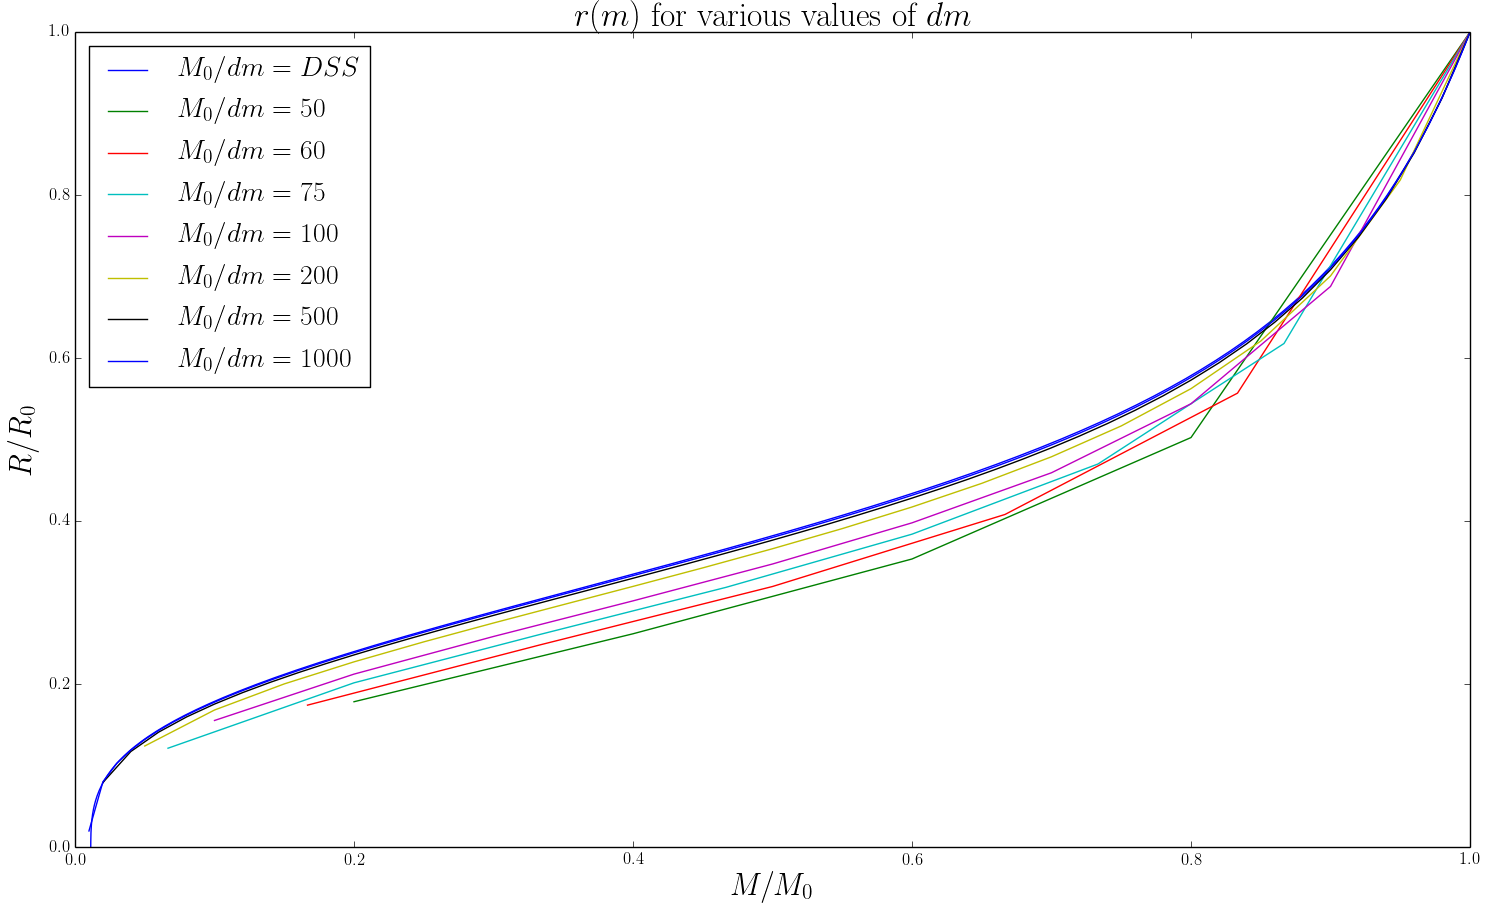 r(m) for various values of dm
1.0
0.8
0.6
0.4
0.2
0.0
R/R₀
M₀/dm = DSS
M₀/dm = 50
M₀/dm = 60
M₀/dm = 75
M₀/dm = 100
M₀/dm = 200
M₀/dm = 500
M₀/dm = 1000
0.0 0.2 0.4 0.6 0.8 1.0
M/M₀